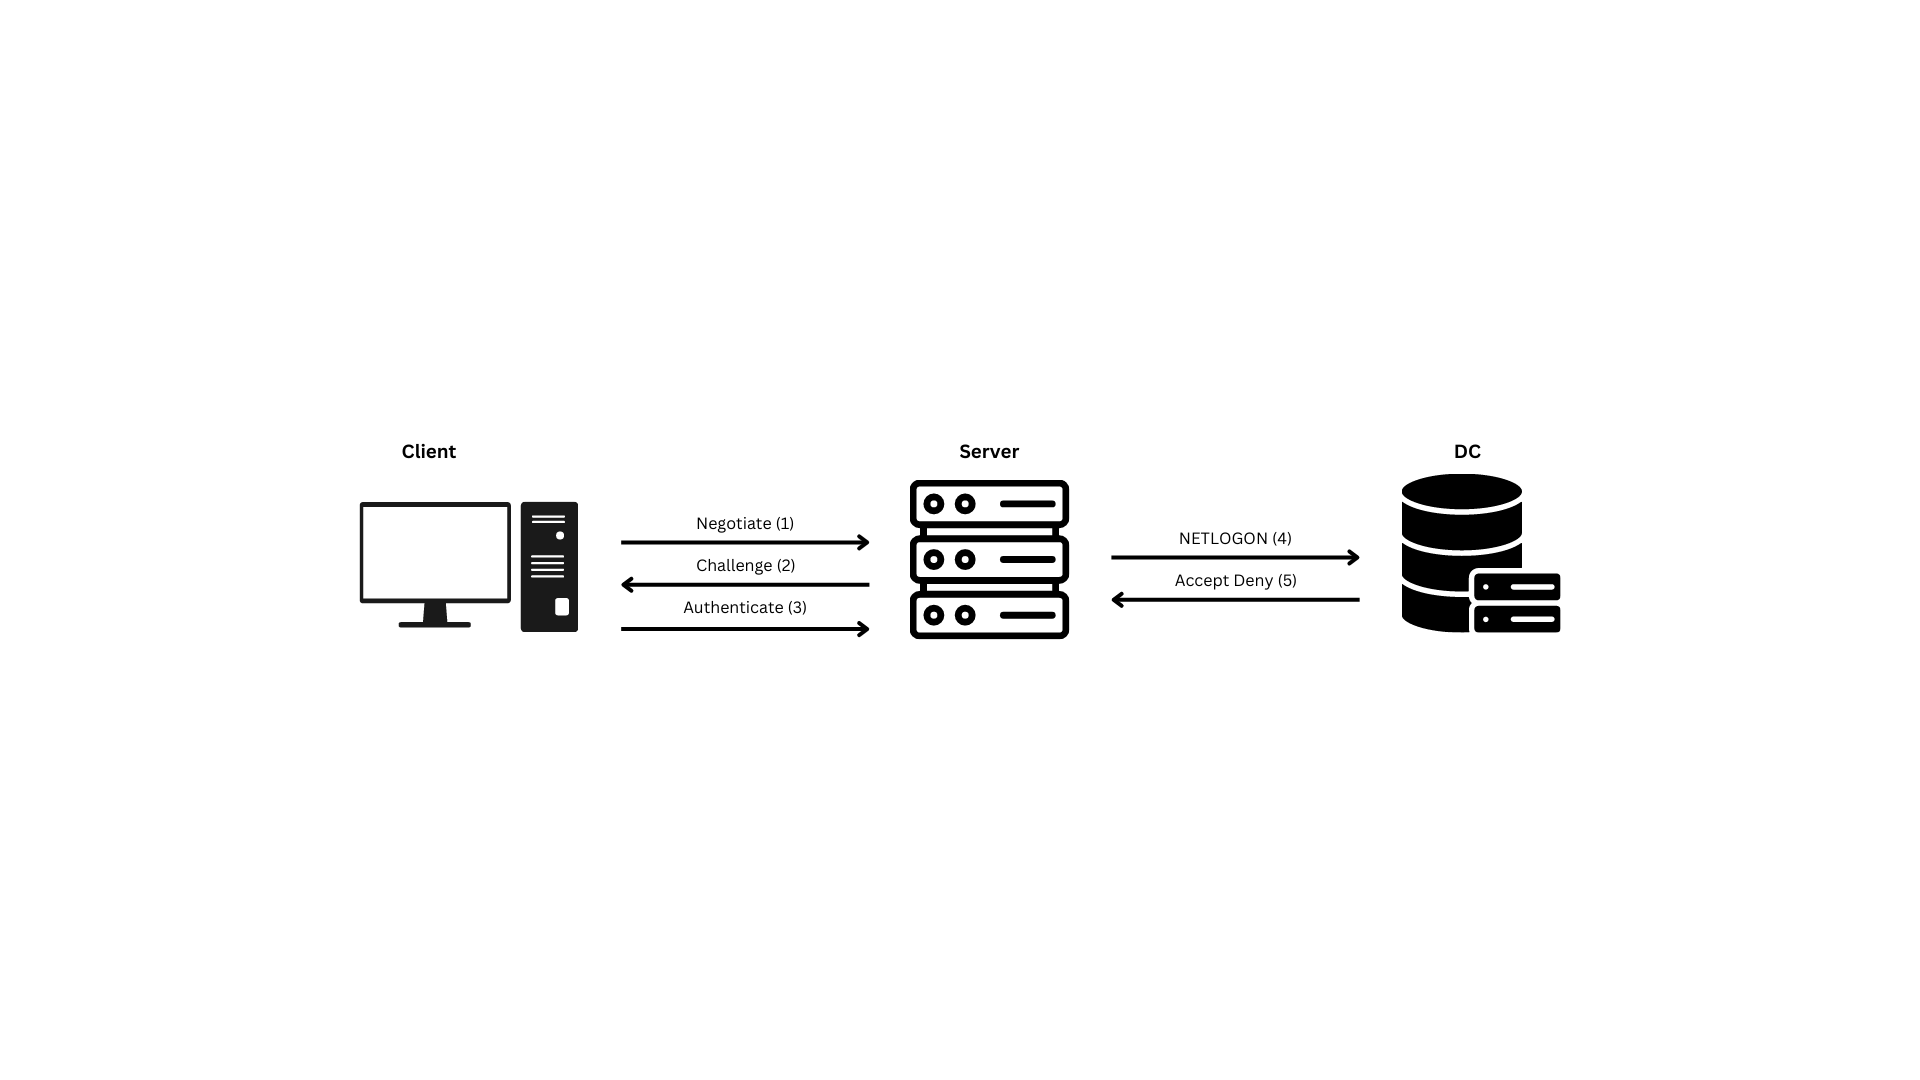 Client
Server
DC
Negotiate (1)
Challenge (2)
Authenticate (3)
NETLOGON (4)
Accept Deny (5)